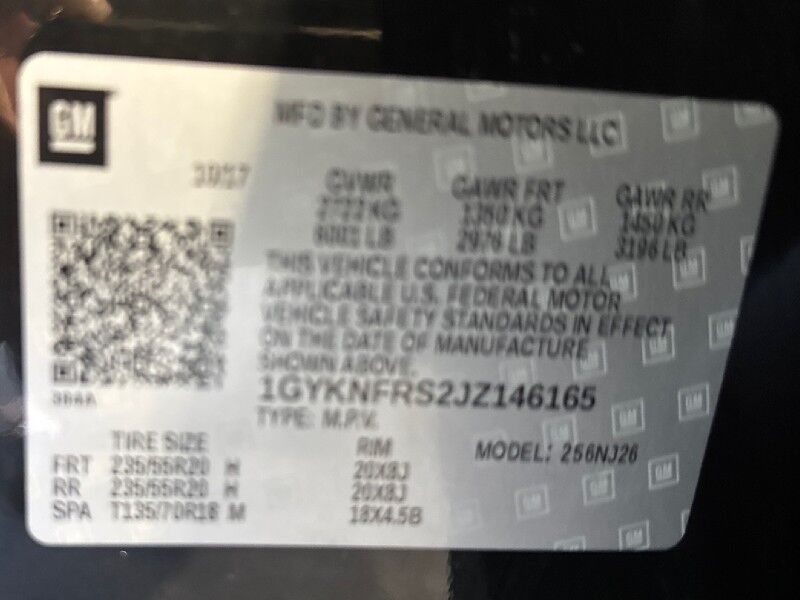 GM
MFD BY GENERAL MOTORS LLC
GVWR GAWR FRT GAWR RR
2722 KG 1350 KG 1450 KG
6001 LB 2976 LB 3196 LB
THIS VEHICLE CONFORMS TO ALL
APPLICABLE U.S. FEDERAL MOTOR
VEHICLE SAFETY STANDARDS IN EFFECT
ON THE DATE OF MANUFACTURE
SHOWN ABOVE.
1GYKNFRS2JZ146165
TYPE: M.P.V.
MODEL: 256NJ26
TIRE SIZE RIM
FRT 235/55R20 H 20X8J
RR 235/55R20 H 20X8J
SPA T135/70R18 M 18X4.5B